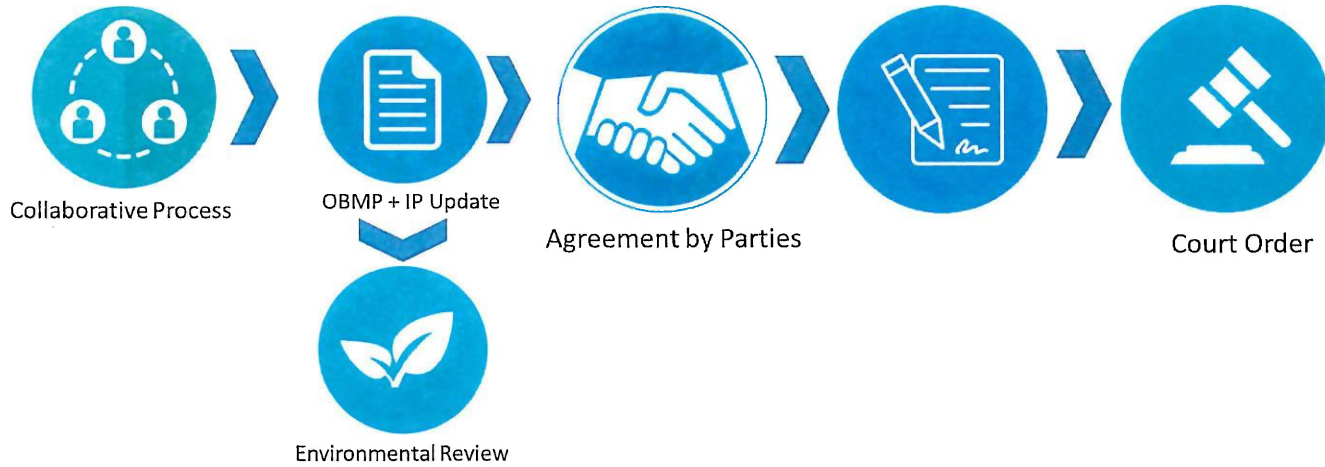 Collaborative Process
OBMP + IP Update
Agreement by Parties
Court Order
Environmental Review